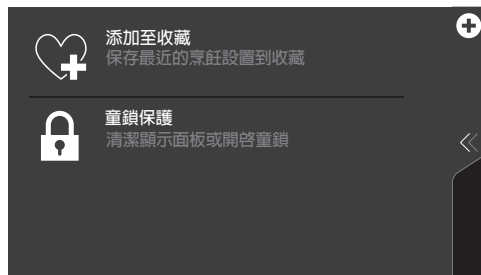 添加至收藏
保存最近的烹飪設置到收藏
童鎖保護
清潔顯示面板或開啓童鎖